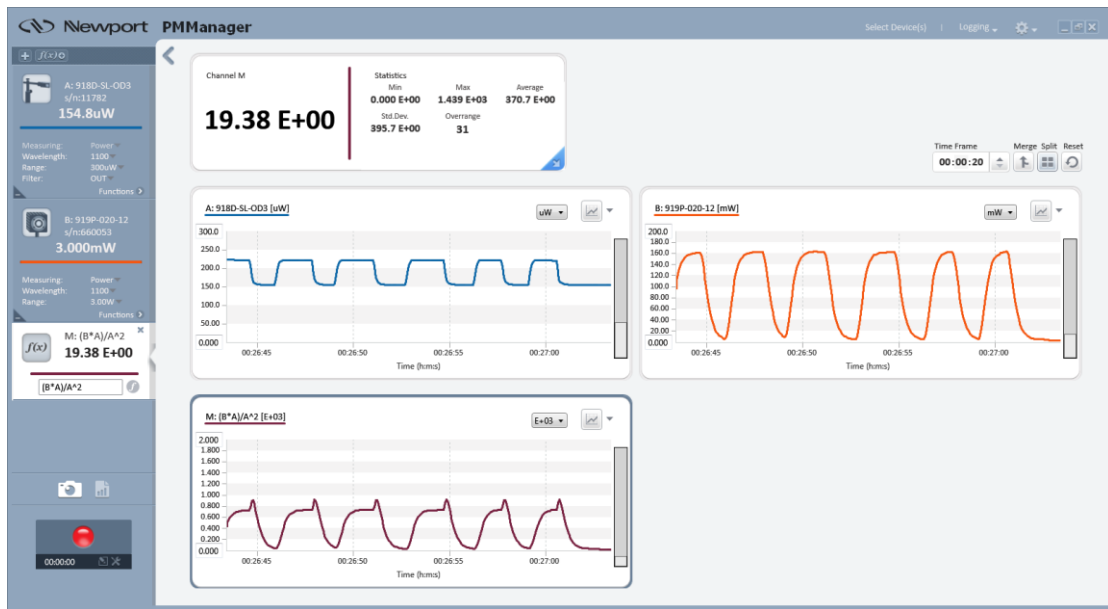 Newport PMManager
Select Device(s) | Logging
f(x)
A: 918D-SL-OD3
s/n:11782
154.8uW
Measuring: Power
Wavelength: 1100
Range: 300uW
Filter: OUT
Functions
B: 919P-020-12
s/n:660053
3.000mW
Measuring: Power
Wavelength: 1100
Range: 3.00W
Functions
f(x)
M: (B*A)/A^2
19.38 E+00
(B*A)/A^2
00:00:00
Channel M
19.38 E+00
Statistics
Min Max Average
0.000 E+00 1.439 E+03 370.7 E+00
Std.Dev. Overrange
395.7 E+00 31
Time Frame Merge Split Reset
00:00:20
A: 918D-SL-OD3 [uW] uW
300.0
250.0
200.0
150.0
100.0
50.00
0.000
00:26:45 00:26:50 00:26:55 00:27:00
Time (h:m:s)
B: 919P-020-12 [mW] mW
200.0
180.0
160.0
140.0
120.0
100.0
80.00
60.00
40.00
20.00
0.000
00:26:45 00:26:50 00:26:55 00:27:00
Time (h:m:s)
M: (B*A)/A^2 [E+03] E+03
2.000
1.800
1.600
1.400
1.200
1.000
0.800
0.600
0.400
0.200
0.000
00:26:45 00:26:50 00:26:55 00:27:00
Time (h:m:s)